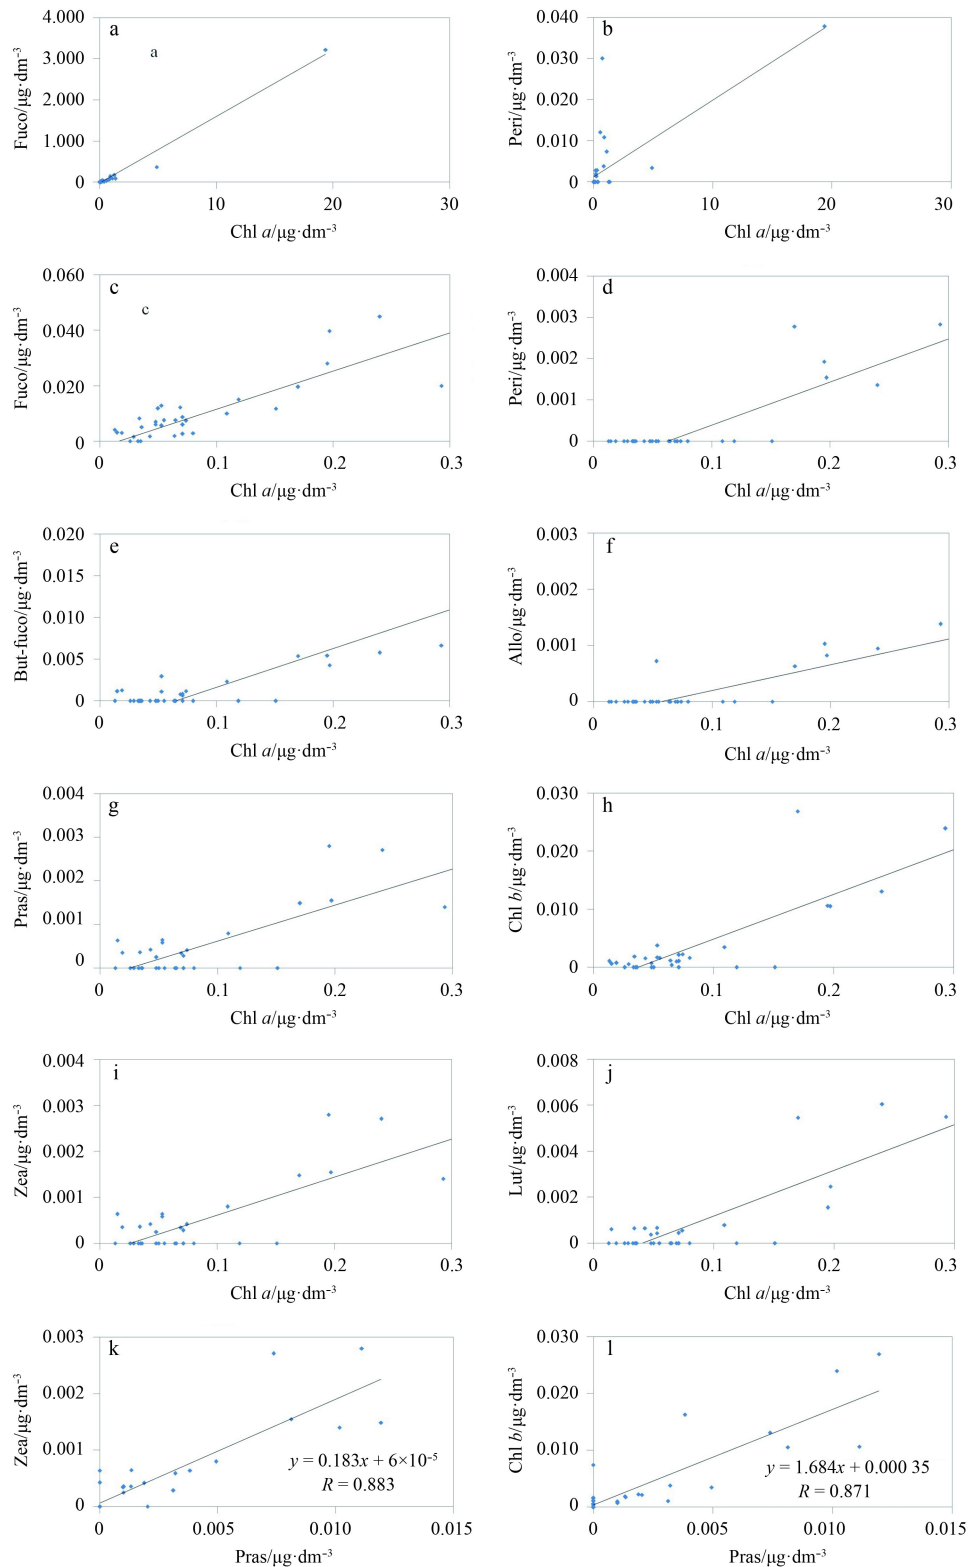 a
a
4.000
3.000
2.000
1.000
0
Fuco/μg·dm⁻³
0
10
20
30
Chl a/μg·dm⁻³
b
0.040
0.030
0.020
0.010
0
Peri/μg·dm⁻³
0
10
20
30
Chl a/μg·dm⁻³
c
c
0.060
0.040
0.020
0
Fuco/μg·dm⁻³
0
0.1
0.2
0.3
Chl a/μg·dm⁻³
d
0.004
0.003
0.002
0.001
0
Peri/μg·dm⁻³
0
0.1
0.2
0.3
Chl a/μg·dm⁻³
e
0.020
0.015
0.010
0.005
0
But-fuco/μg·dm⁻³
0
0.1
0.2
0.3
Chl a/μg·dm⁻³
f
0.003
0.002
0.001
0
Allo/μg·dm⁻³
0
0.1
0.2
0.3
Chl a/μg·dm⁻³
g
0.004
0.003
0.002
0.001
0
Pras/μg·dm⁻³
0
0.1
0.2
0.3
Chl a/μg·dm⁻³
h
0.030
0.020
0.010
0
Chl b/μg·dm⁻³
0
0.1
0.2
0.3
Chl a/μg·dm⁻³
i
0.004
0.003
0.002
0.001
0
Zea/μg·dm⁻³
0
0.1
0.2
0.3
Chl a/μg·dm⁻³
j
0.008
0.006
0.004
0.002
0
Lut/μg·dm⁻³
0
0.1
0.2
0.3
Chl a/μg·dm⁻³
k
0.003
0.002
0.001
0
Zea/μg·dm⁻³
y = 0.183x + 6×10⁻⁵
R = 0.883
0
0.005
0.010
0.015
Pras/μg·dm⁻³
l
0.030
0.020
0.010
0
Chl b/μg·dm⁻³
y = 1.684x + 0.000 35
R = 0.871
0
0.005
0.010
0.015
Pras/μg·dm⁻³